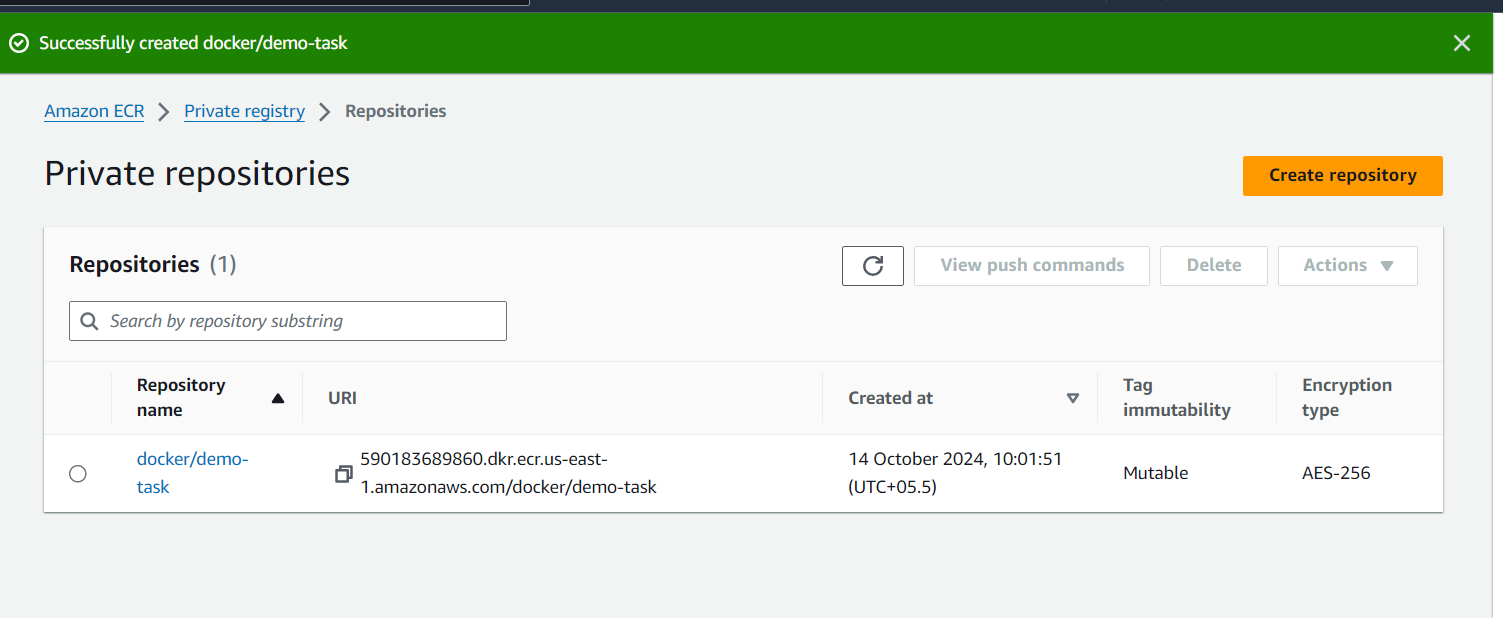 Successfully created docker/demo-task
Amazon ECR > Private registry > Repositories
Private repositories
Create repository
Repositories (1)
View push commands
Delete
Actions
Search by repository substring
Repository name
URI
Created at
Tag immutability
Encryption type
docker/demo-
task
590183689860.dkr.ecr.us-east-
1.amazonaws.com/docker/demo-task
14 October 2024, 10:01:51
(UTC+05.5)
Mutable
AES-256